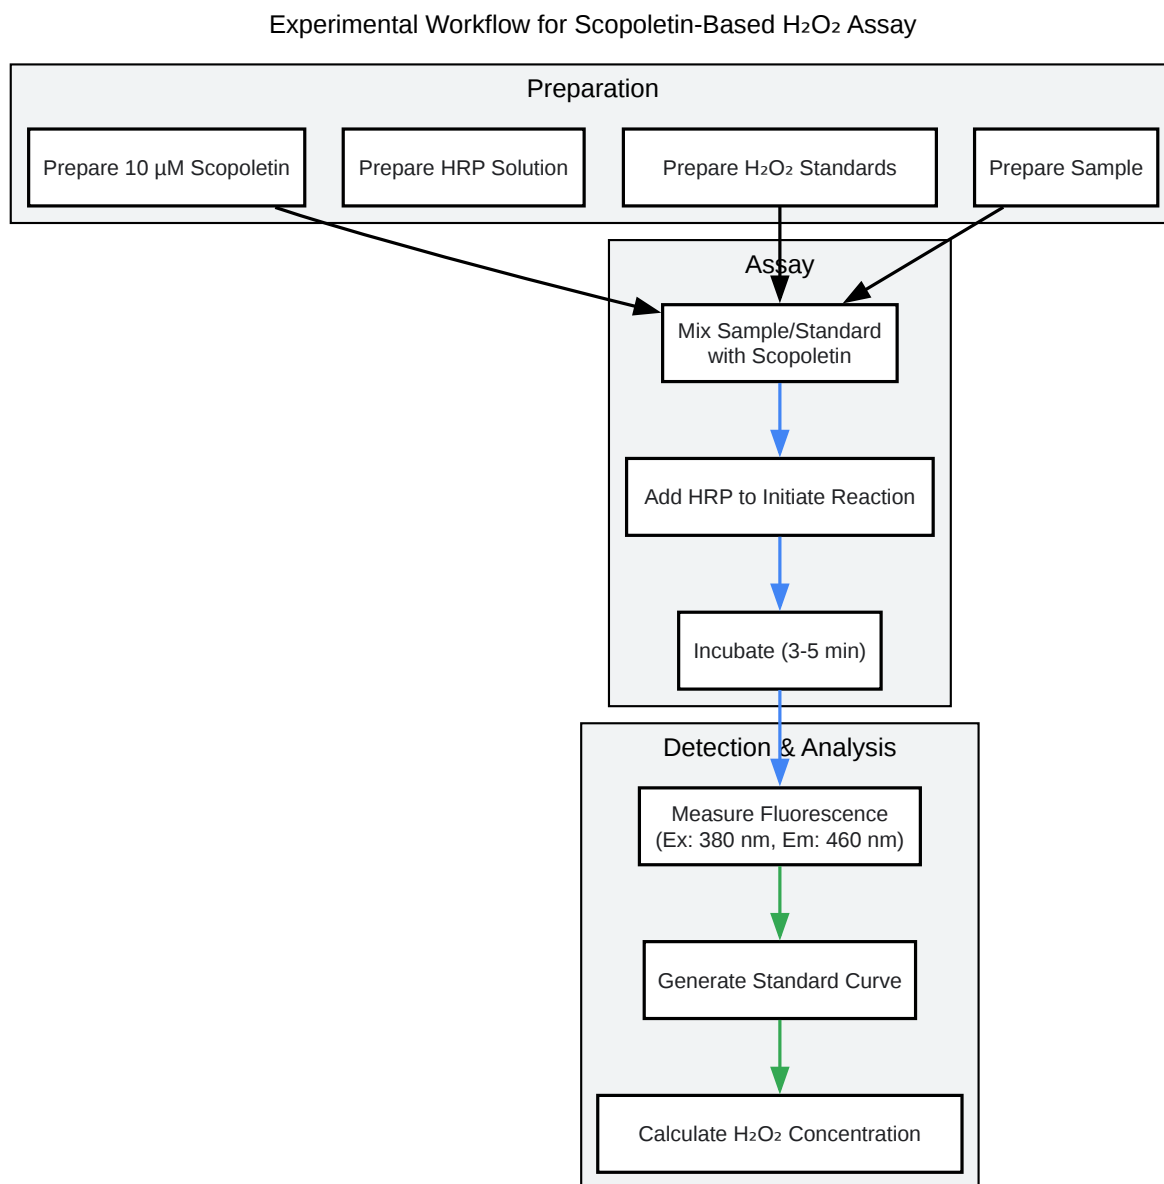 Experimental Workflow for Scopoletin-Based H₂O₂ Assay
Preparation
Prepare 10 µM Scopoletin
Prepare HRP Solution
Prepare H₂O₂ Standards
Prepare Sample
Assay
Mix Sample/Standard
with Scopoletin
Add HRP to Initiate Reaction
Incubate (3-5 min)
Detection & Analysis
Measure Fluorescence
(Ex: 380 nm, Em: 460 nm)
Generate Standard Curve
Calculate H₂O₂ Concentration